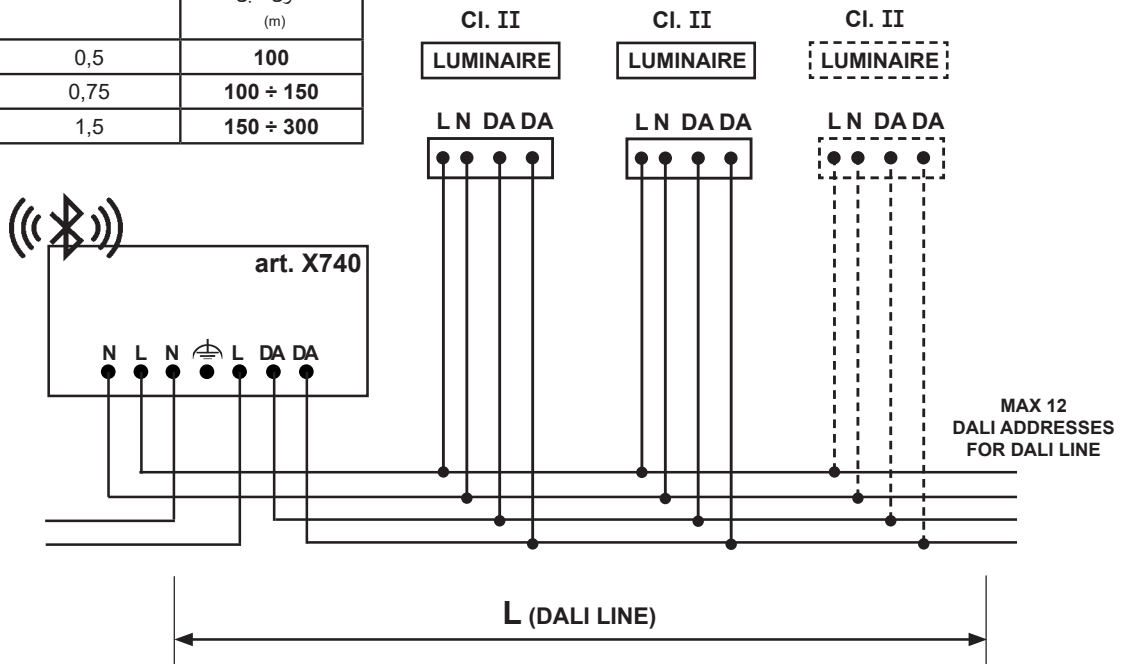 (m)
0,5 100
0,75 100 ÷ 150
1,5 150 ÷ 300
Cl. II Cl. II Cl. II
LUMINAIRE LUMINAIRE LUMINAIRE
L N DA DA L N DA DA L N DA DA
art. X740
N L N L DA DA
MAX 12
DALI ADDRESSES
FOR DALI LINE
L (DALI LINE)